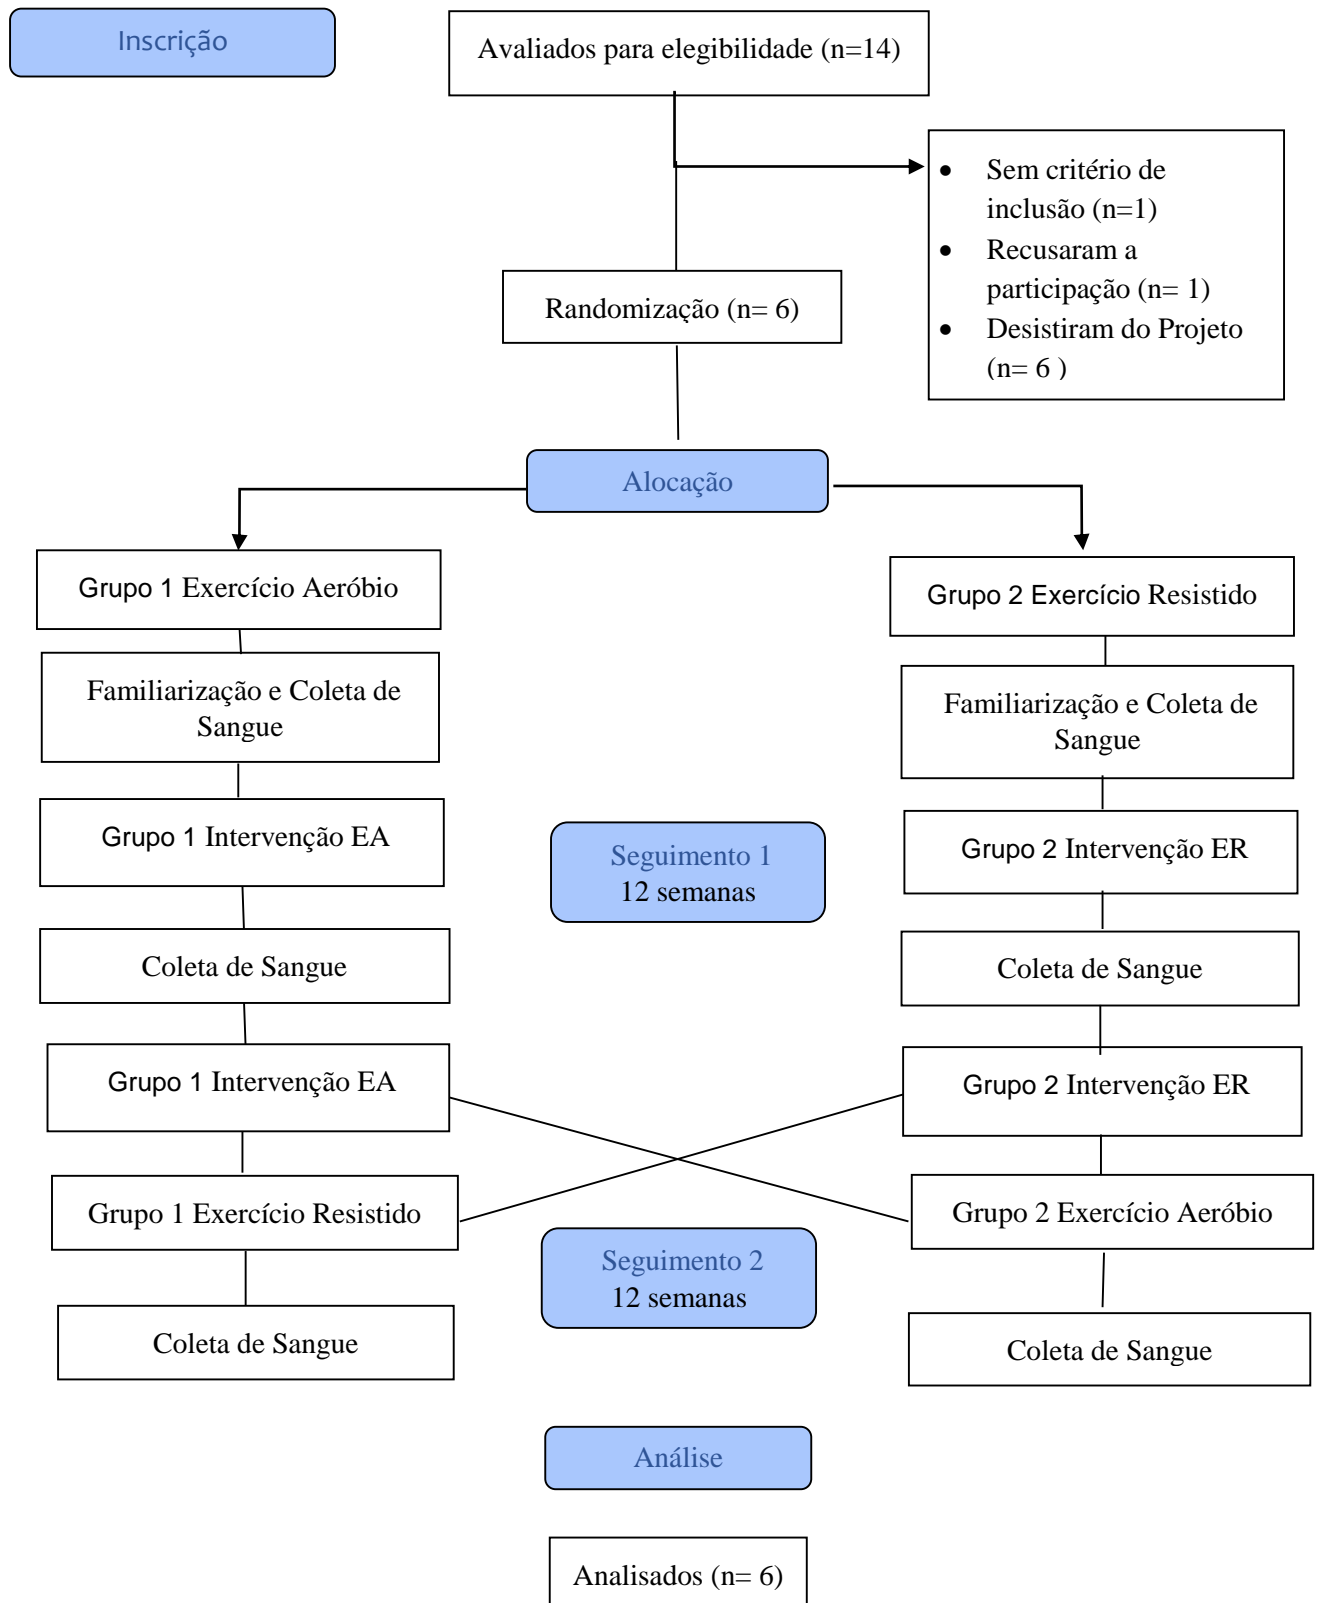 Inscrição
Avaliados para elegibilidade (n=14)
• Sem critério de
inclusão (n=1)
• Recusaram a
participação (n= 1)
• Desistiram do Projeto
(n= 6 )
Randomização (n= 6)
Alocação
Grupo 1 Exercício Aeróbio
Grupo 2 Exercício Resistido
Familiarização e Coleta de
Sangue
Familiarização e Coleta de
Sangue
Grupo 1 Intervenção EA
Seguimento 1
12 semanas
Grupo 2 Intervenção ER
Coleta de Sangue
Coleta de Sangue
Grupo 1 Intervenção EA
Grupo 2 Intervenção ER
Grupo 1 Exercício Resistido
Grupo 2 Exercício Aeróbio
Seguimento 2
12 semanas
Coleta de Sangue
Coleta de Sangue
Análise
Analisados (n= 6)